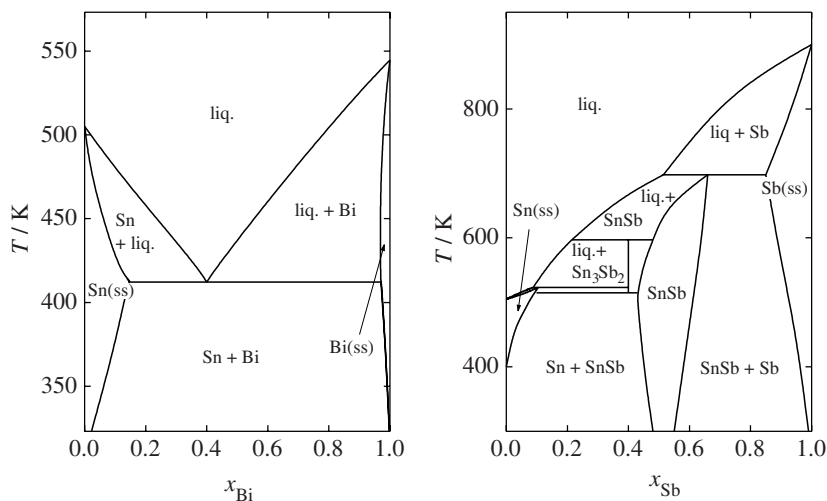 550
500
450
400
350
T / K
liq.
Sn
+ liq.
liq. + Bi
Sn(ss)
Bi(ss)
Sn + Bi
0.0 0.2 0.4 0.6 0.8 1.0
xBi
800
600
400
T / K
liq.
liq + Sb
liq.+
SnSb
Sb(ss)
Sn(ss)
liq.+
Sn3Sb2
SnSb
Sn + SnSb
SnSb + Sb
0.0 0.2 0.4 0.6 0.8 1.0
xSb